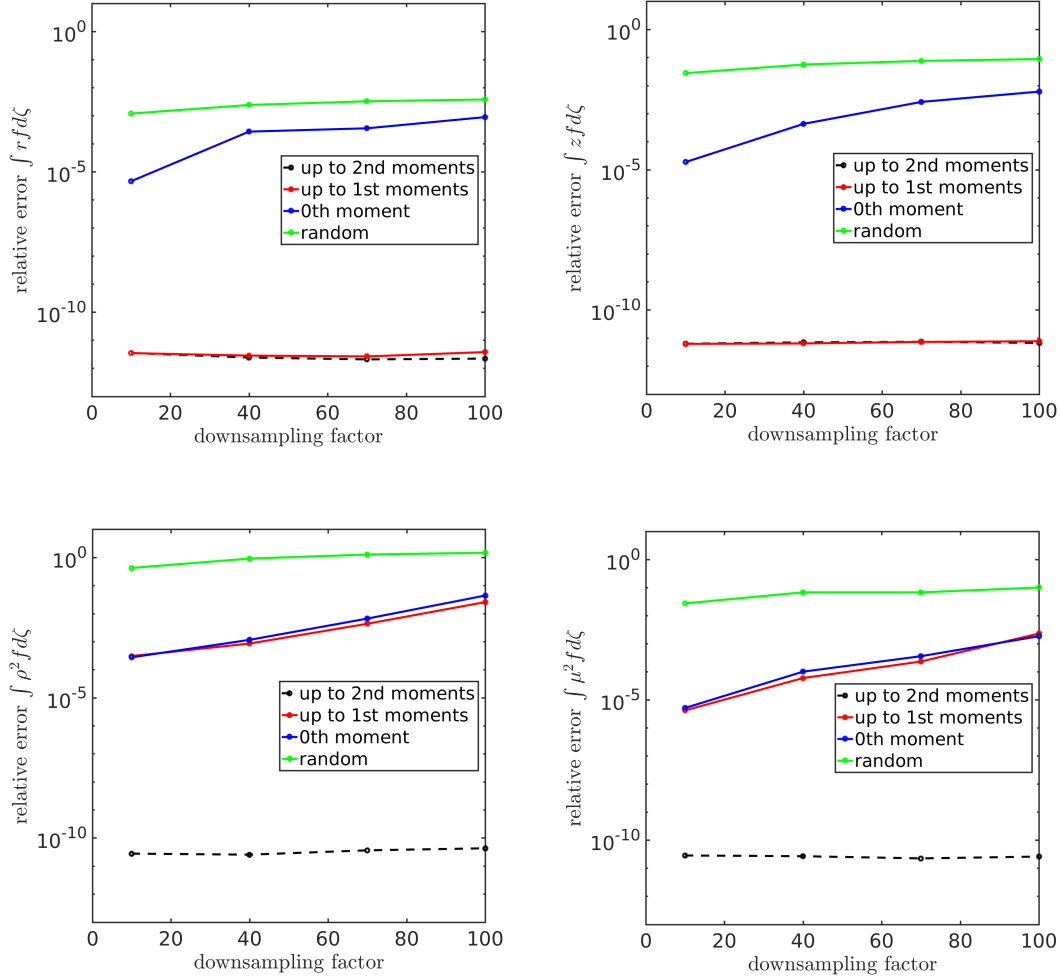 10^0
10^-5
10^-10
relative error ∫ r f dζ
up to 2nd moments
up to 1st moments
0th moment
random
0 20 40 60 80 100
downsampling factor
10^0
10^-5
10^-10
relative error ∫ z f dζ
up to 2nd moments
up to 1st moments
0th moment
random
0 20 40 60 80 100
downsampling factor
10^0
10^-5
10^-10
relative error ∫ ρ^2 f dζ
up to 2nd moments
up to 1st moments
0th moment
random
0 20 40 60 80 100
downsampling factor
10^0
10^-5
10^-10
relative error ∫ μ^2 f dζ
up to 2nd moments
up to 1st moments
0th moment
random
0 20 40 60 80 100
downsampling factor